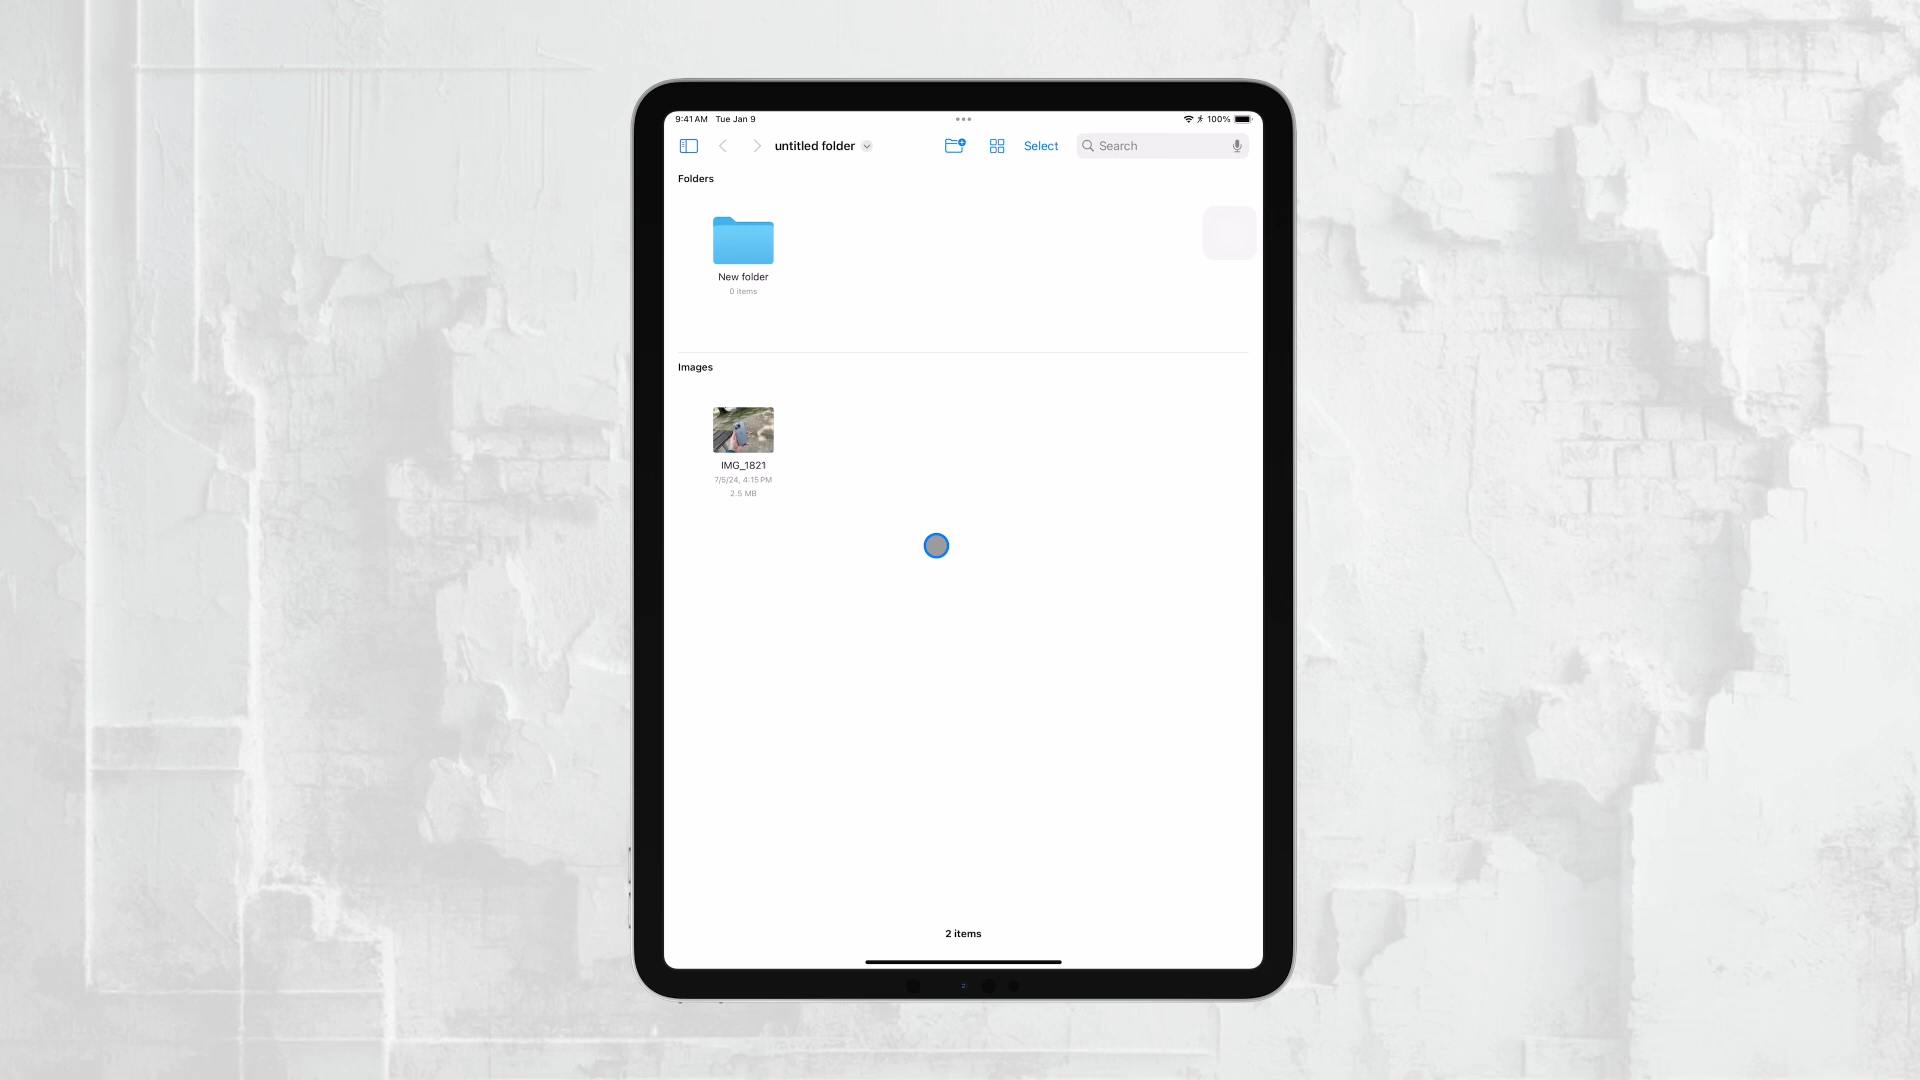 9:41 AM Tue Jan 9
100%
untitled folder
Select
Search
Folders
New folder
0 items
Images
IMG_1821
7/5/24, 4:15 PM
2.5 MB
2 items